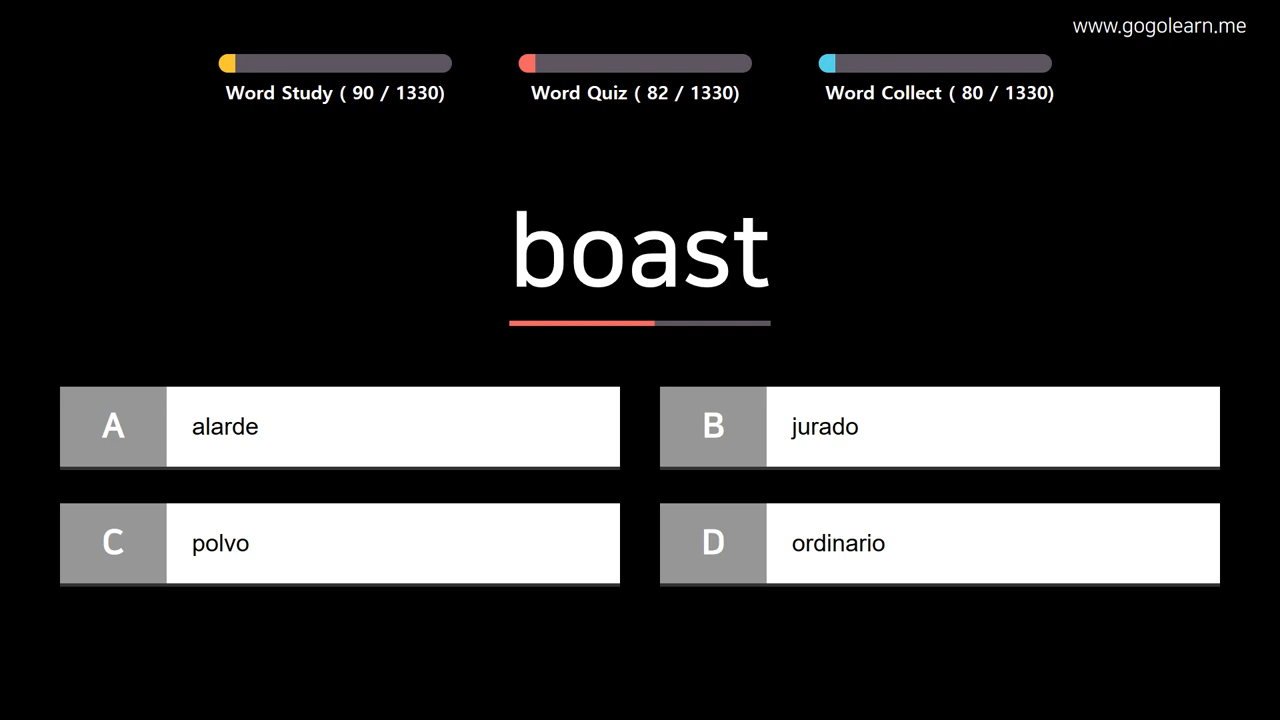 www.gogolearn.me
Word Study ( 90 / 1330)
Word Quiz ( 82 / 1330)
Word Collect ( 80 / 1330)
boast
A alarde
B jurado
C polvo
D ordinario